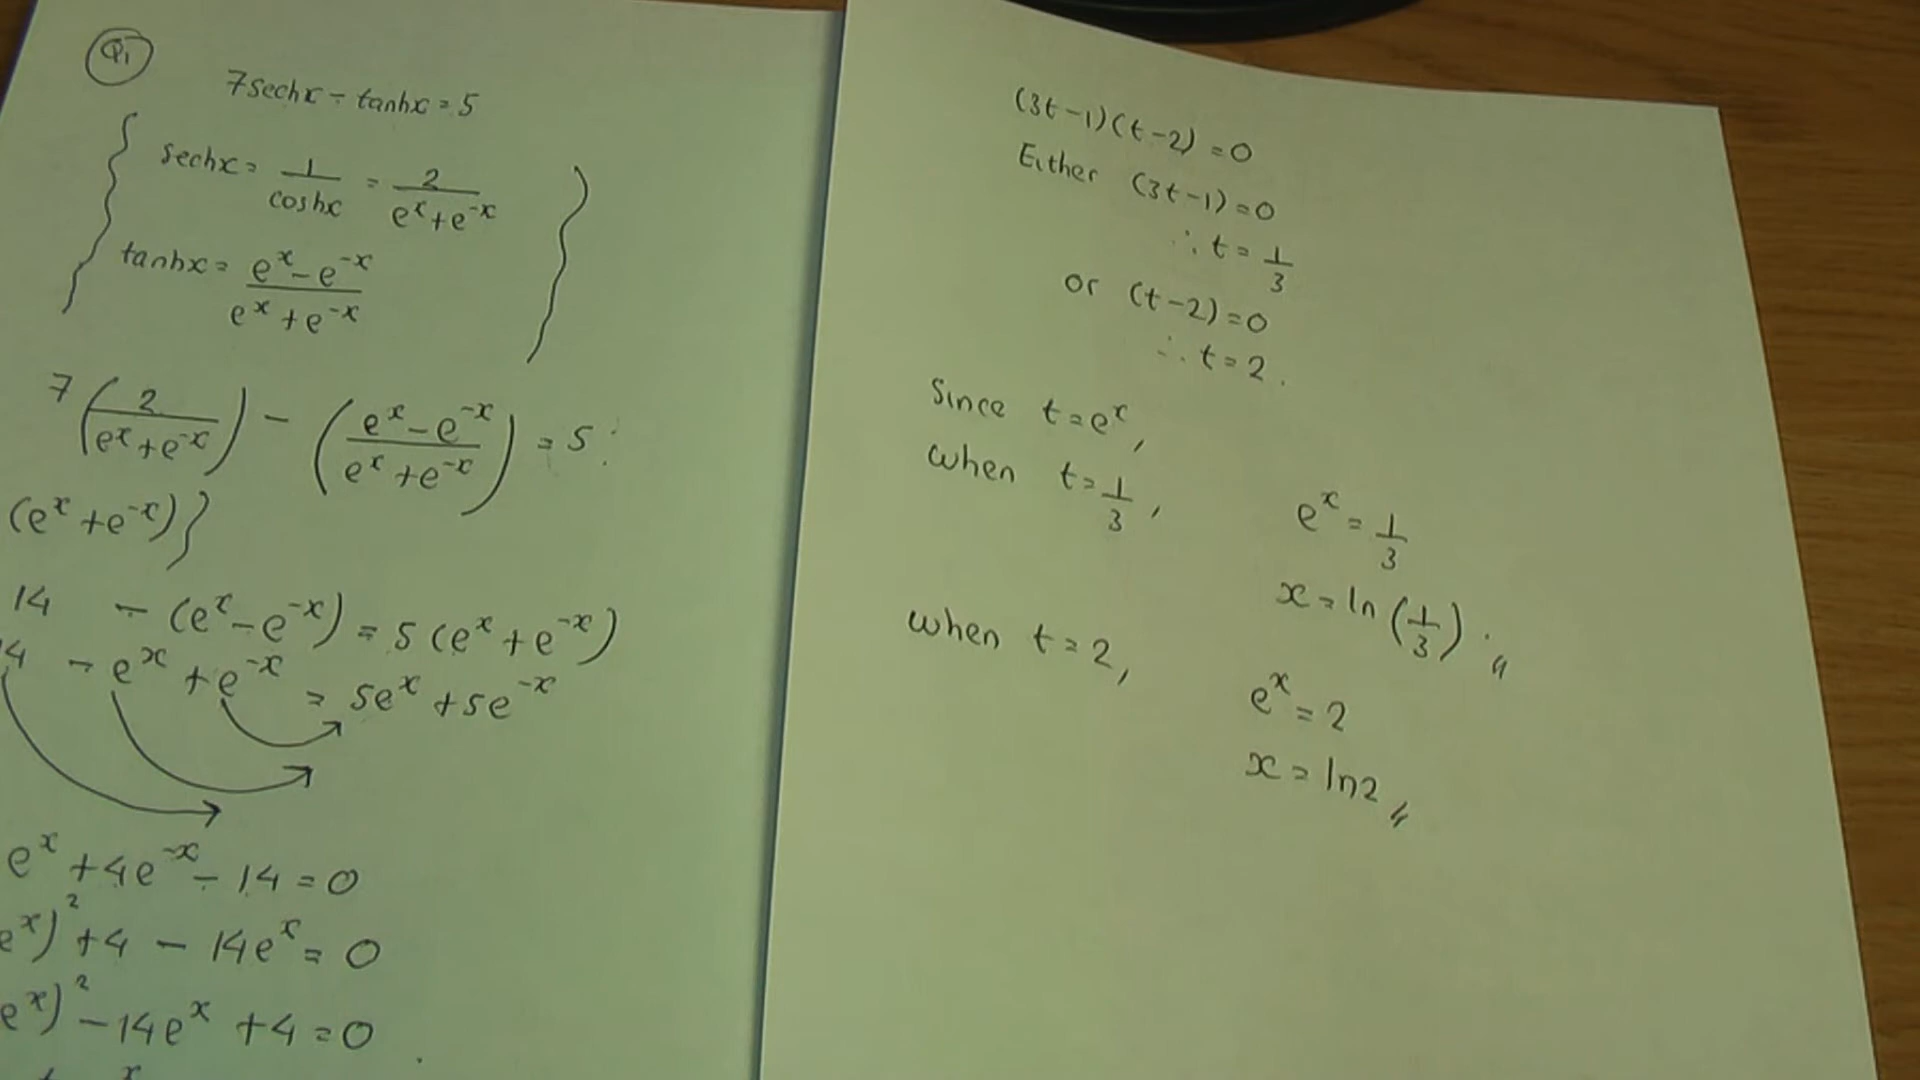 Q1
7sechx - tanhx = 5
sechx = 1/coshx = 2/(e^x + e^-x)
tanhx = (e^x - e^-x)/(e^x + e^-x)
7(2/(e^x + e^-x)) - ((e^x - e^-x)/(e^x + e^-x)) = 5
(e^x + e^-x)}
14 - (e^x - e^-x) = 5(e^x + e^-x)
14 - e^x + e^-x = 5e^x + 5e^-x
e^x + 4e^-x - 14 = 0
e^x)^2 + 4 - 14e^x = 0
e^x)^2 - 14e^x + 4 = 0
(3t-1)(t-2) = 0
Either (3t-1) = 0
∴ t = 1/3
or (t-2) = 0
∴ t = 2.
Since t = e^x,
when t = 1/3, e^x = 1/3
x = ln(1/3).
when t = 2, e^x = 2
x = ln2